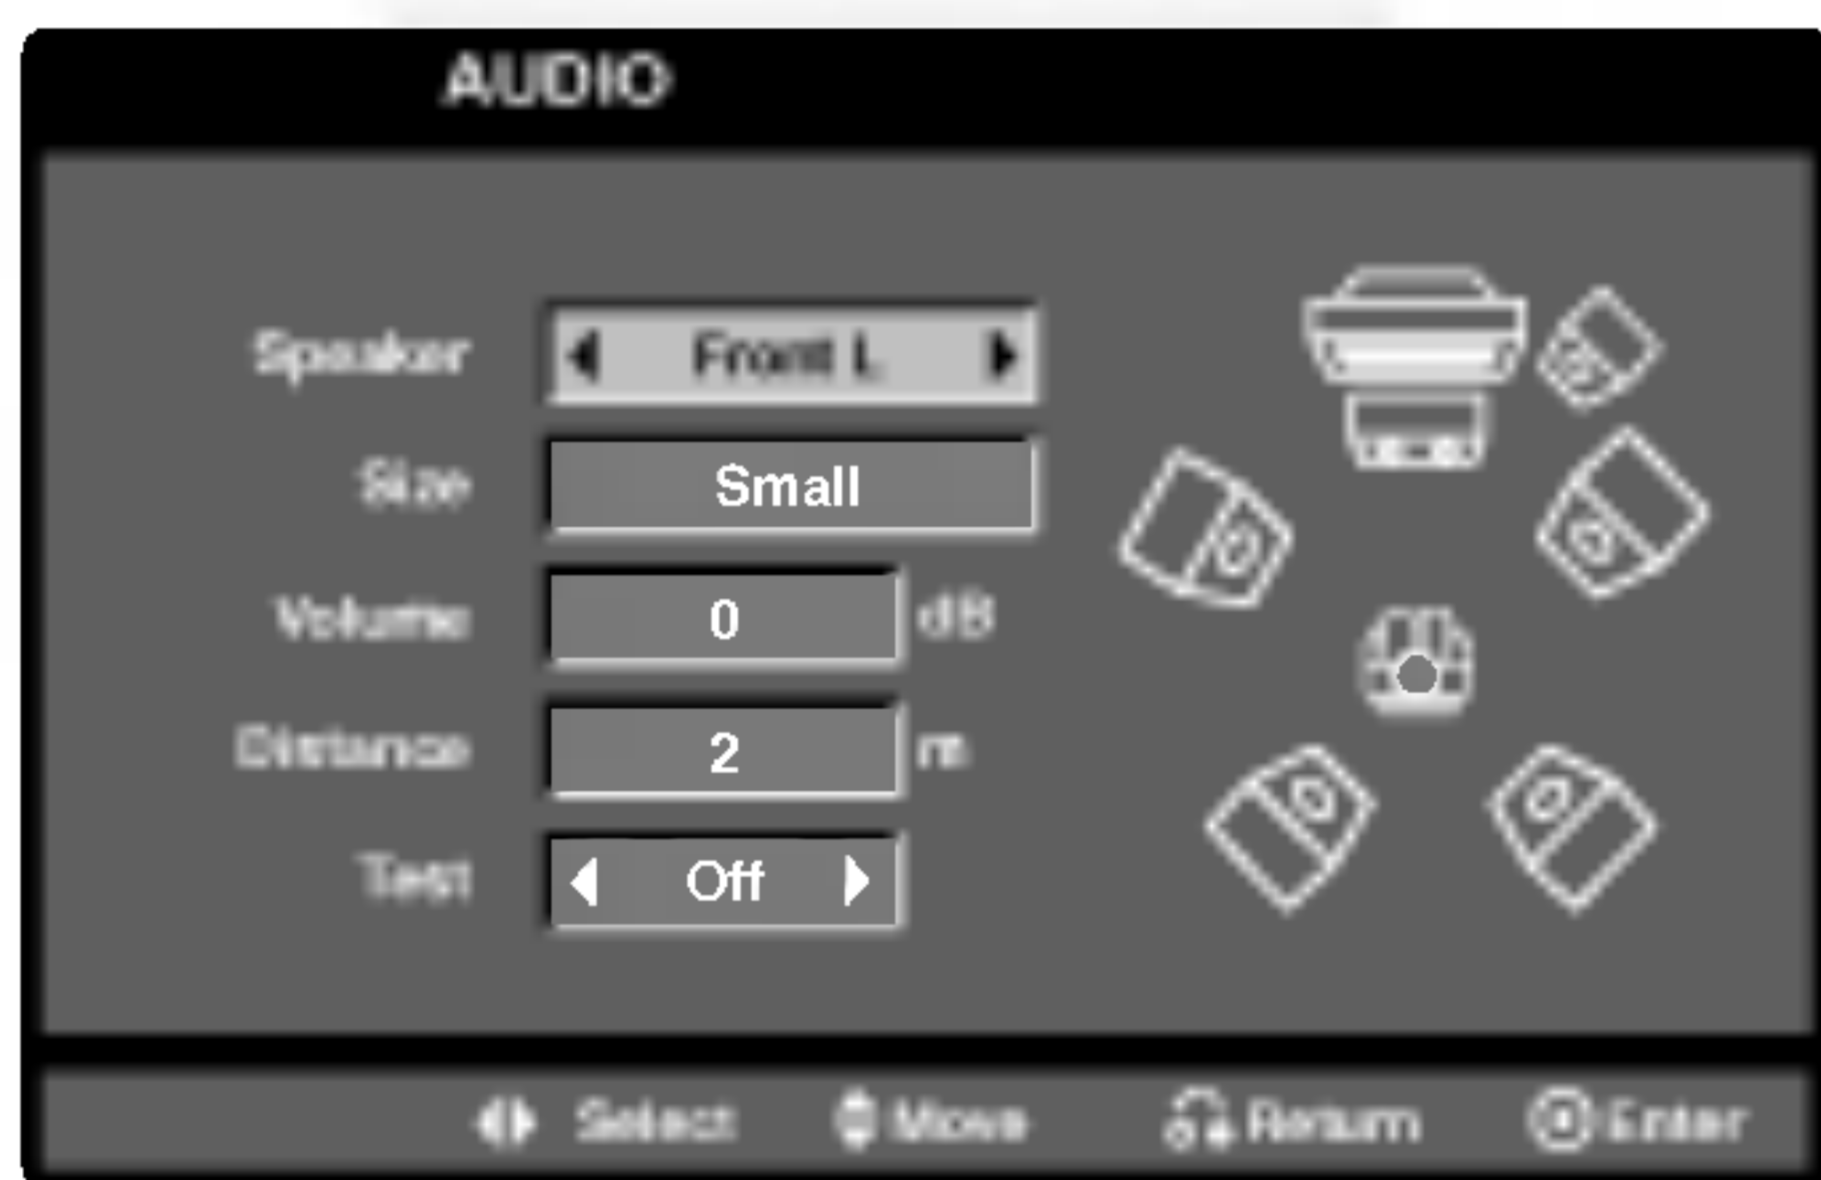 AUDIO
Speaker Front L
Size Small
Volume 0 dB
Distance 2 m
Test Off
Select Move Return Enter